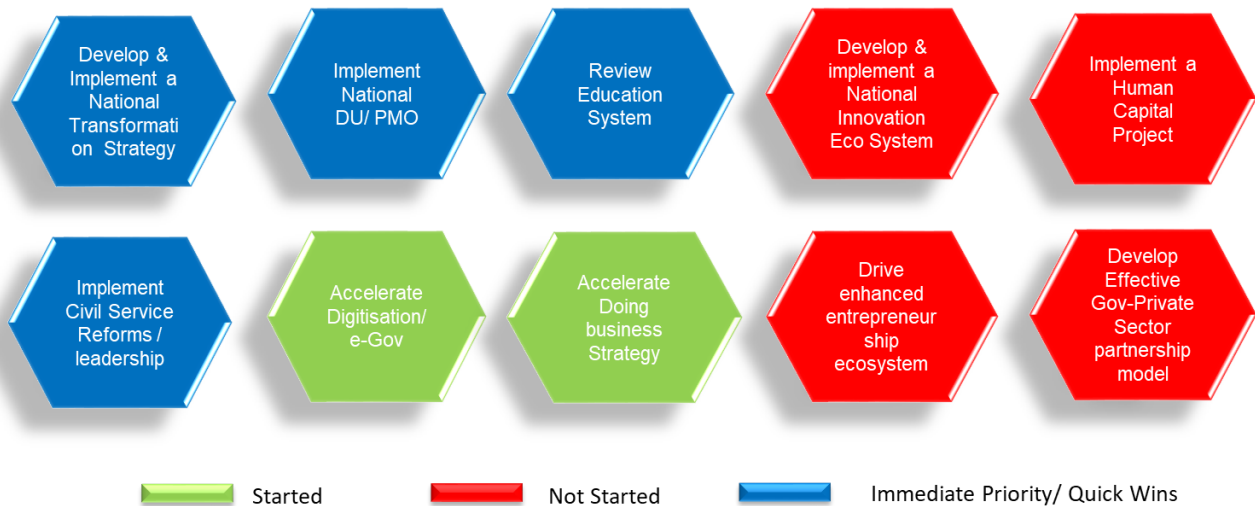 Develop &
Implement a
National
Transformati
on Strategy
Implement
National
DU/ PMO
Review
Education
System
Develop &
implement a
National
Innovation
Eco System
Implement a
Human
Capital
Project
Implement
Civil Service
Reforms /
leadership
Accelerate
Digitisation/
e-Gov
Accelerate
Doing
business
Strategy
Drive
enhanced
entrepreneur
ship
ecosystem
Develop
Effective
Gov-Private
Sector
partnership
model
Started
Not Started
Immediate Priority/ Quick Wins